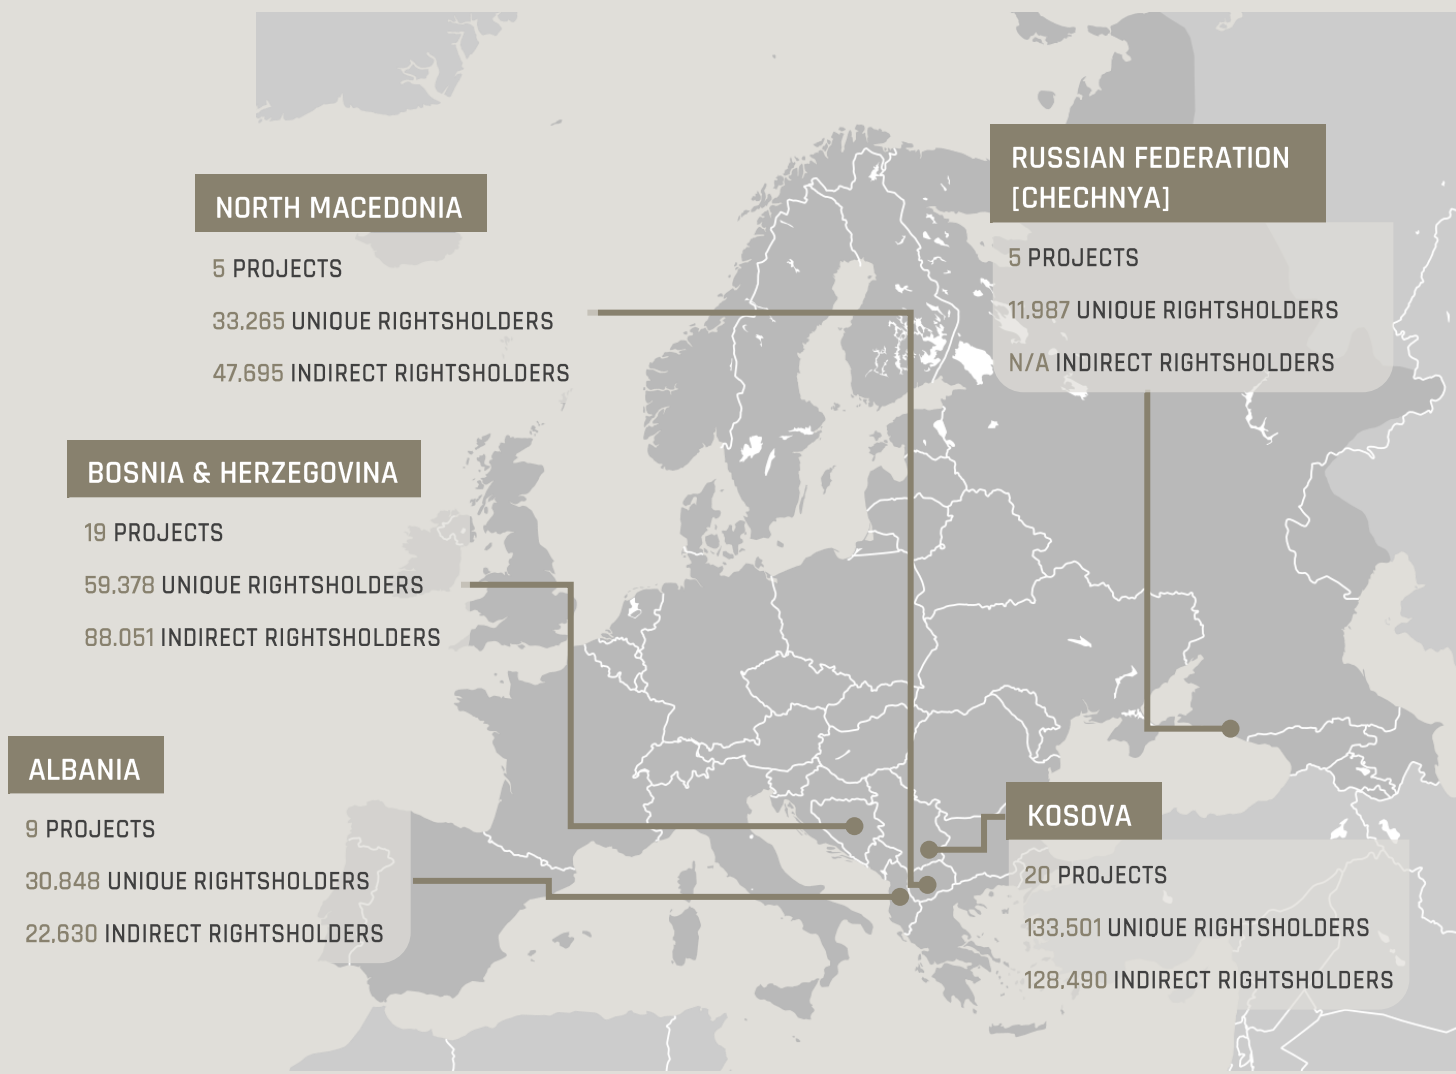 NORTH MACEDONIA
5 PROJECTS
33,265 UNIQUE RIGHTSHOLDERS
47,695 INDIRECT RIGHTSHOLDERS
BOSNIA & HERZEGOVINA
19 PROJECTS
59,378 UNIQUE RIGHTSHOLDERS
88.051 INDIRECT RIGHTSHOLDERS
ALBANIA
9 PROJECTS
30,848 UNIQUE RIGHTSHOLDERS
22,630 INDIRECT RIGHTSHOLDERS
RUSSIAN FEDERATION
[CHECHNYA]
5 PROJECTS
11,987 UNIQUE RIGHTSHOLDERS
N/A INDIRECT RIGHTSHOLDERS
KOSOVA
20 PROJECTS
133,501 UNIQUE RIGHTSHOLDERS
128,490 INDIRECT RIGHTSHOLDERS